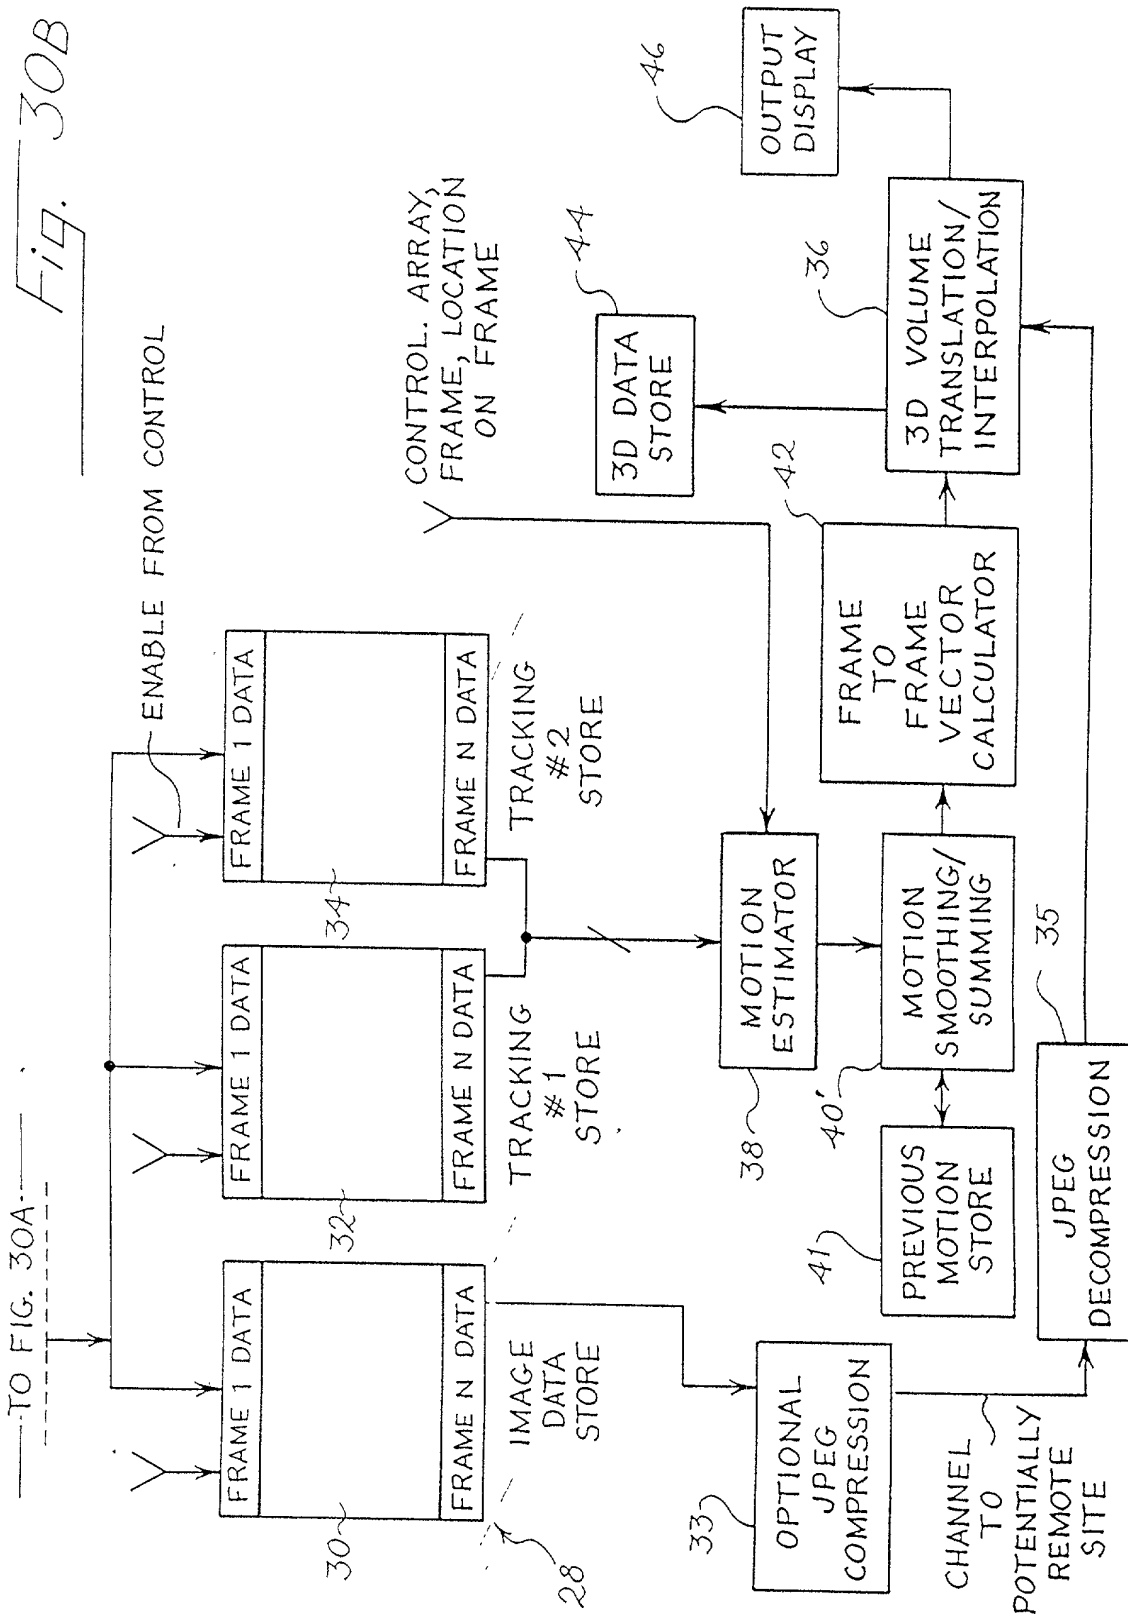 Fig. 30B
TO FIG. 30A
ENABLE FROM CONTROL
FRAME 1 DATA
30
FRAME N DATA
IMAGE
DATA
STORE
28
FRAME 1 DATA
32
FRAME N DATA
TRACKING
#1
STORE
FRAME 1 DATA
34
FRAME N DATA
TRACKING
#2
STORE
CONTROL. ARRAY,
FRAME, LOCATION
ON FRAME
33
OPTIONAL
JPEG
COMPRESSION
CHANNEL
TO
POTENTIALLY
REMOTE
SITE
38
MOTION
ESTIMATOR
41
PREVIOUS
MOTION
STORE
40'
MOTION
SMOOTHING/
SUMMING
35
JPEG
DECOMPRESSION
42
FRAME
TO
FRAME
VECTOR
CALCULATOR
44
3D DATA
STORE
36
3D VOLUME
TRANSLATION/
INTERPOLATION
46
OUTPUT
DISPLAY